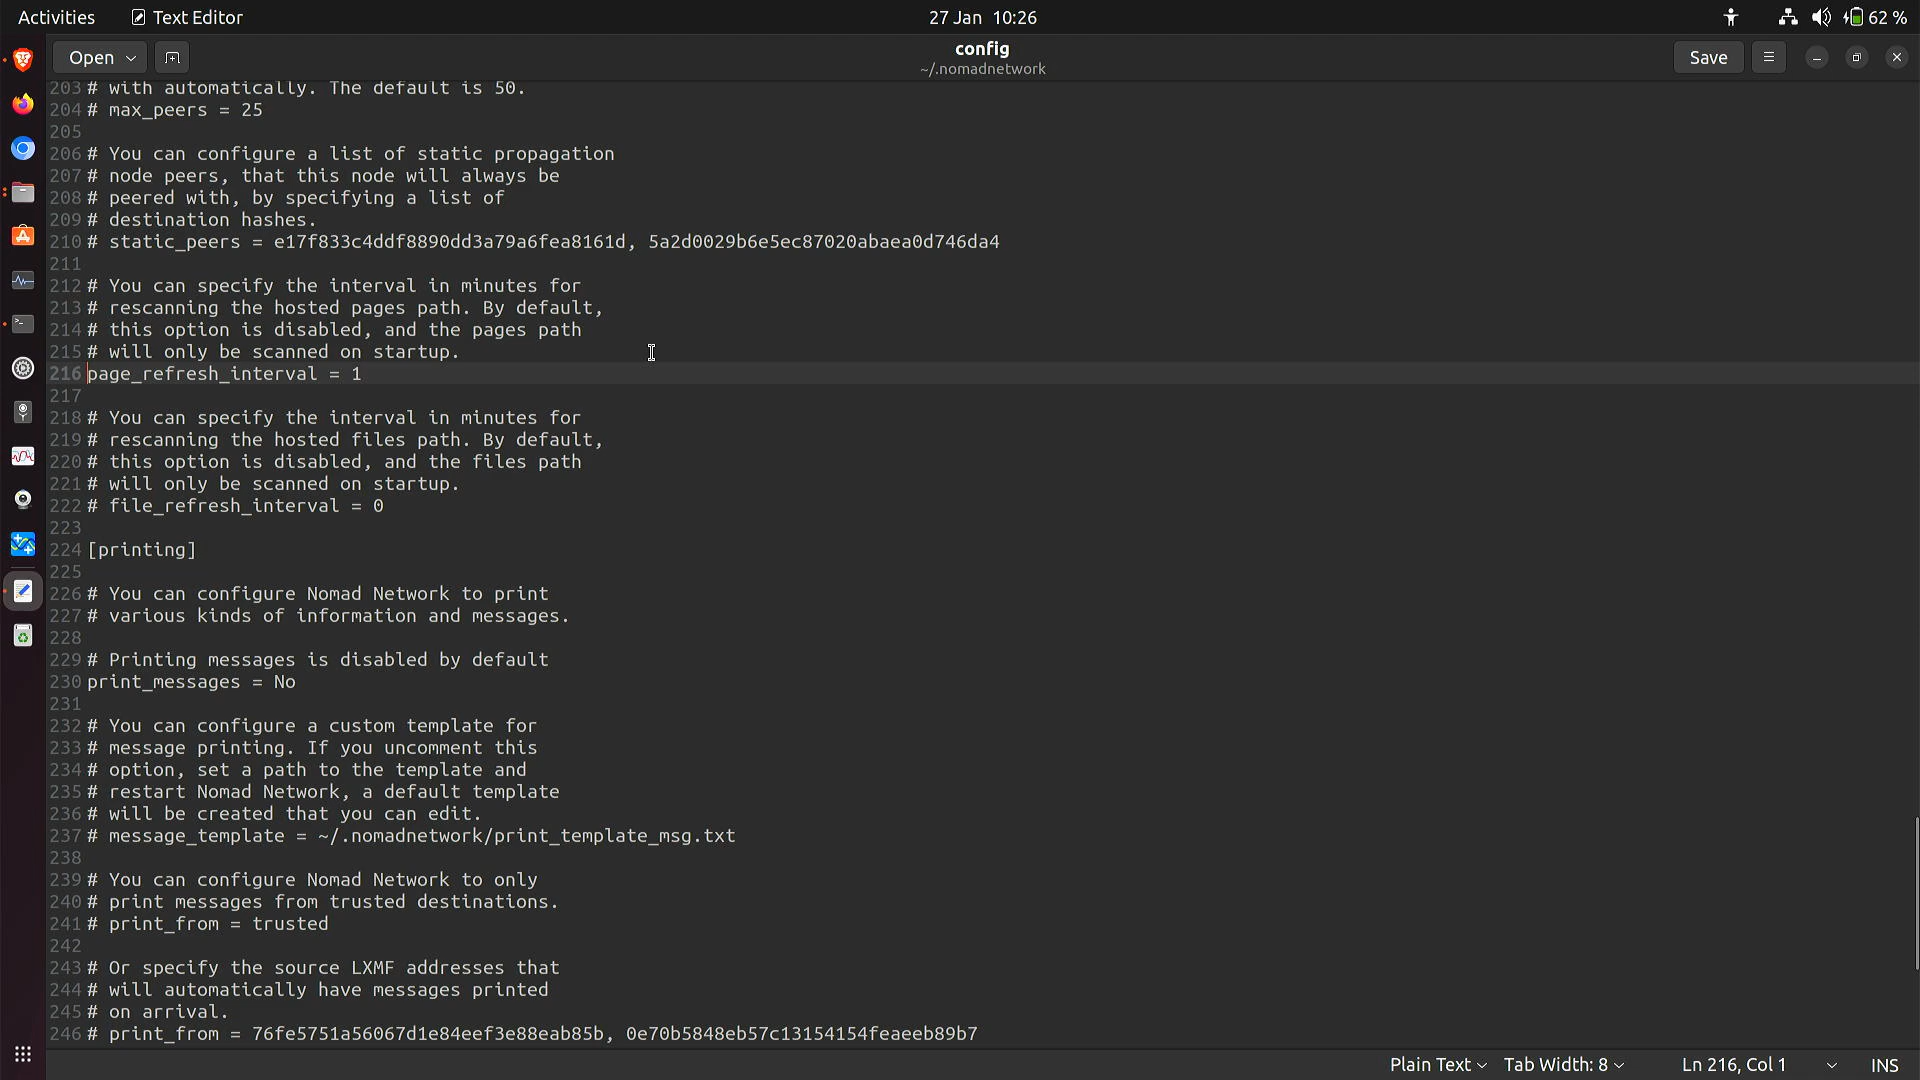 Activities Text Editor 27 Jan 10:26 62 %
Open config Save
~/.nomadnetwork
203 # with automatically. The default is 50.
204 # max_peers = 25
205
206 # You can configure a list of static propagation
207 # node peers, that this node will always be
208 # peered with, by specifying a list of
209 # destination hashes.
210 # static_peers = e17f833c4ddf8890dd3a79a6fea8161d, 5a2d0029b6e5ec87020abaea0d746da4
211
212 # You can specify the interval in minutes for
213 # rescanning the hosted pages path. By default,
214 # this option is disabled, and the pages path
215 # will only be scanned on startup.
216 page_refresh_interval = 1
217
218 # You can specify the interval in minutes for
219 # rescanning the hosted files path. By default,
220 # this option is disabled, and the files path
221 # will only be scanned on startup.
222 # file_refresh_interval = 0
223
224 [printing]
225
226 # You can configure Nomad Network to print
227 # various kinds of information and messages.
228
229 # Printing messages is disabled by default
230 print_messages = No
231
232 # You can configure a custom template for
233 # message printing. If you uncomment this
234 # option, set a path to the template and
235 # restart Nomad Network, a default template
236 # will be created that you can edit.
237 # message_template = ~/.nomadnetwork/print_template_msg.txt
238
239 # You can configure Nomad Network to only
240 # print messages from trusted destinations.
241 # print_from = trusted
242
243 # Or specify the source LXMF addresses that
244 # will automatically have messages printed
245 # on arrival.
246 # print_from = 76fe5751a56067d1e84eef3e88eab85b, 0e70b5848eb57c13154154feaeeb89b7
Plain Text Tab Width: 8 Ln 216, Col 1 INS